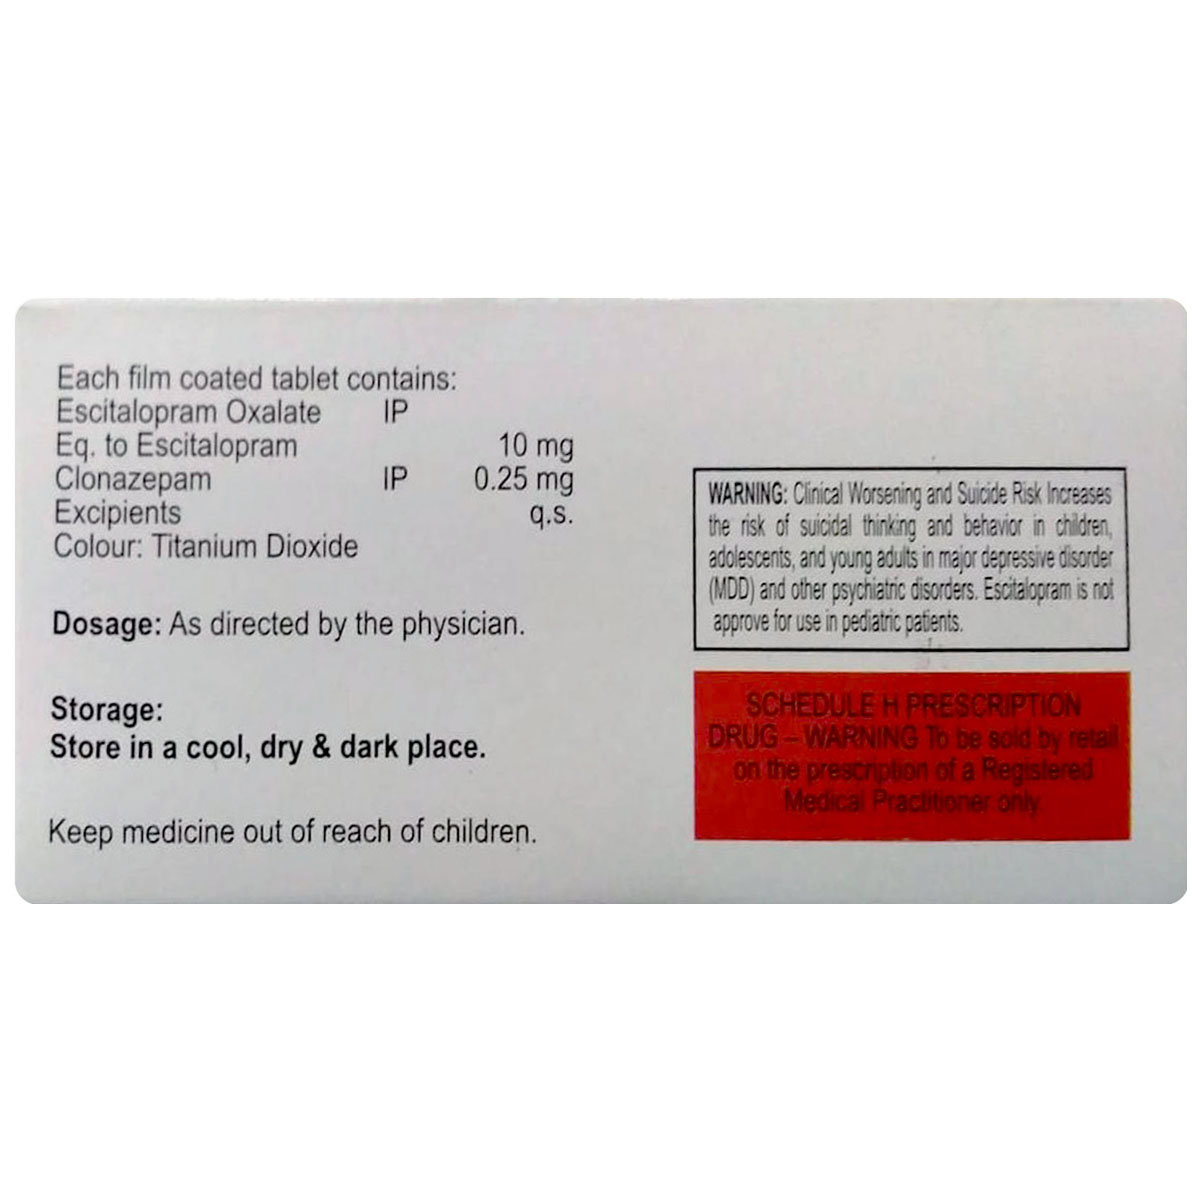 Each film coated tablet contains:
Escitalopram Oxalate IP
Eq. to Escitalopram 10 mg
Clonazepam IP 0.25 mg
Excipients q.s.
Colour: Titanium Dioxide
Dosage: As directed by the physician.
Storage:
Store in a cool, dry & dark place.
Keep medicine out of reach of children.
WARNING: Clinical Worsening and Suicide Risk Increases
the risk of suicidal thinking and behavior in children,
adolescents, and young adults in major depressive disorder
(MDD) and other psychiatric disorders. Escitalopram is not
approve for use in pediatric patients.
SCHEDULE H PRESCRIPTION
DRUG – WARNING To be sold by retail
on the prescription of a Registered
Medical Practitioner only